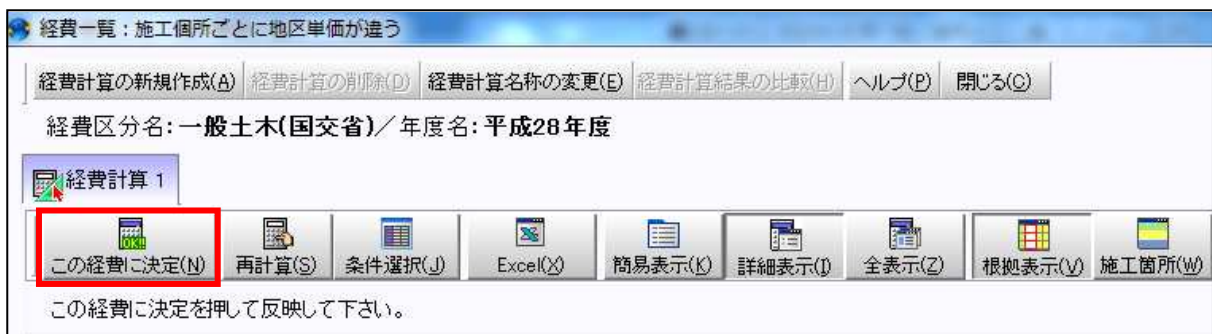 経費一覧：施工個所ごとに地区単価が違う
経費計算の新規作成(A) 経費計算の削除(D) 経費計算名称の変更(E) 経費計算結果の比較(H) ヘルプ(P) 閉じる(C)
経費区分名：一般土木(国交省)／年度名：平成28年度
経費計算 1
OK!!
この経費に決定(N) 再計算(S) 条件選択(J) Excel(X) 簡易表示(K) 詳細表示(I) 全表示(Z) 根拠表示(V) 施工箇所(W)
この経費に決定を押して反映して下さい。